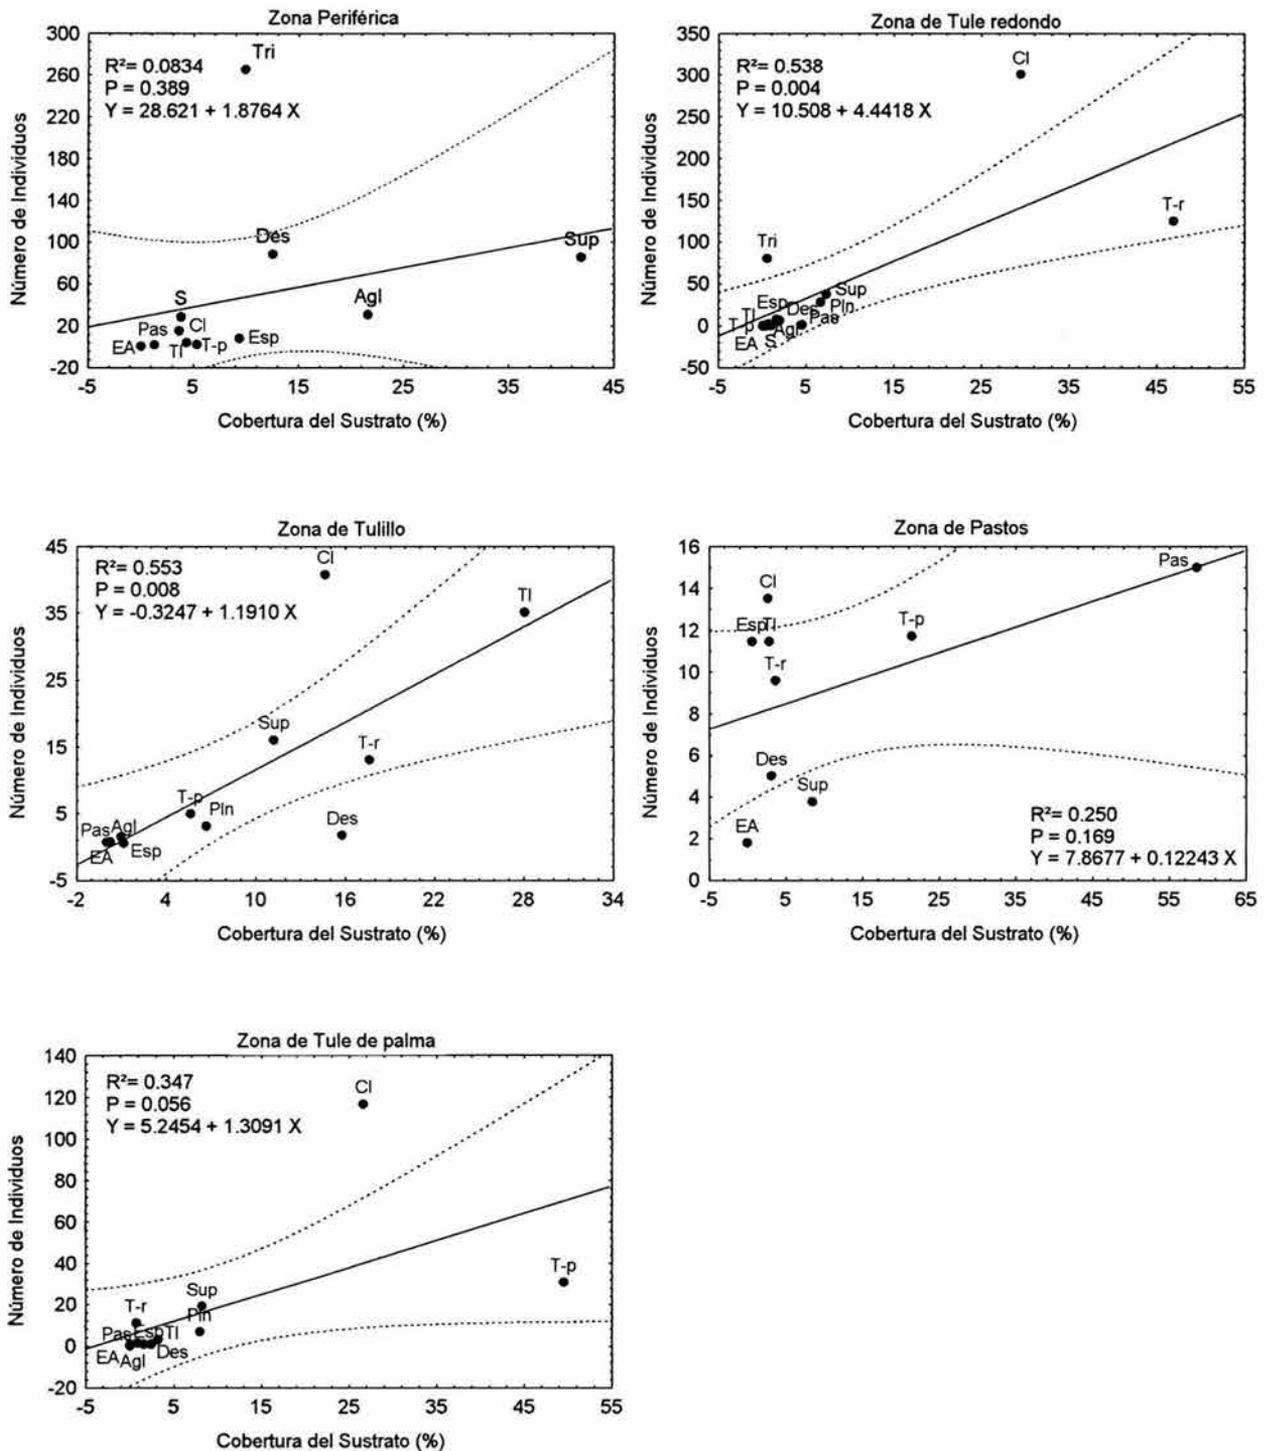 Zona Periférica
R²= 0.0834
P = 0.389
Y = 28.621 + 1.8764 X
Número de Individuos
300
260
220
180
140
100
60
20
-20
Tri
Des
Sup
Agl
S
Pas
Cl
EA
Tl
T-p
Esp
-5 5 15 25 35 45
Cobertura del Sustrato (%)
Zona de Tule redondo
R²= 0.538
P = 0.004
Y = 10.508 + 4.4418 X
Número de Individuos
350
300
250
200
150
100
50
0
-50
Cl
T-r
Tri
Sup
Esp
Des
Pln
Tl
Pas
T-p
Agl
EA
S
-5 5 15 25 35 45 55
Cobertura del Sustrato (%)
Zona de Tulillo
R²= 0.553
P = 0.008
Y = -0.3247 + 1.1910 X
Número de Individuos
45
35
25
15
5
-5
Cl
Tl
Sup
T-r
T-p
Pln
Des
Pas
Agl
EA
Esp
-2 4 10 16 22 28 34
Cobertura del Sustrato (%)
Zona de Pastos
Número de Individuos
16
14
12
10
8
6
4
2
0
Pas
Cl
Esp
Tl
T-p
T-r
Des
Sup
EA
R²= 0.250
P = 0.169
Y = 7.8677 + 0.12243 X
-5 5 15 25 35 45 55 65
Cobertura del Sustrato (%)
Zona de Tule de palma
R²= 0.347
P = 0.056
Y = 5.2454 + 1.3091 X
Número de Individuos
140
120
100
80
60
40
20
0
-20
Cl
T-p
Sup
T-r
Pln
Pas
Esp
Tl
EA
Agl
Des
-5 5 15 25 35 45 55
Cobertura del Sustrato (%)